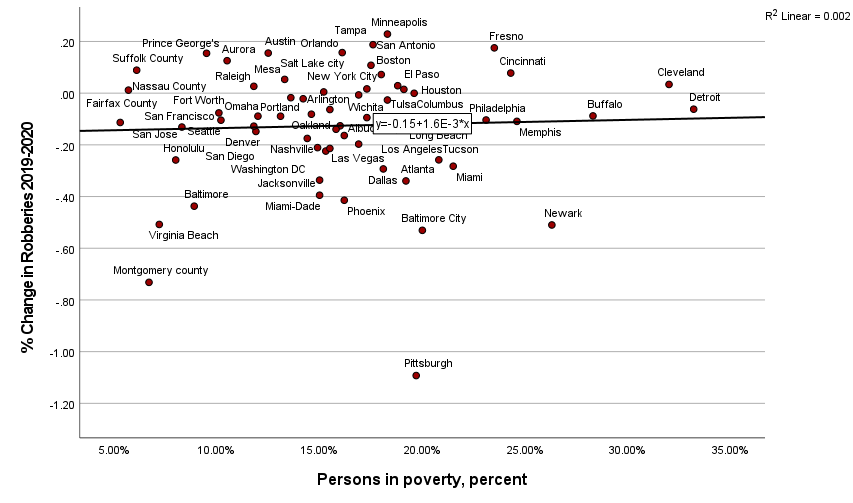 R2 Linear = 0.002
% Change in Robberies 2019-2020
.20
.00
-.20
-.40
-.60
-.80
-1.00
-1.20
Minneapolis
Tampa
Fresno
Prince George's
Austin
Orlando
San Antonio
Aurora
Suffolk County
Salt Lake city
Boston
Cincinnati
Mesa
Raleigh
New York City
El Paso
Cleveland
Nassau County
Houston
Fairfax County
Fort Worth
Arlington
Detroit
Omaha
Portland
Wichita
Tulsa
Columbus
Philadelphia
Buffalo
San Francisco
Oakland
Albuq
y=-0.15+1.6E-3*x
San Jose
Seattle
Long Beach
Memphis
Denver
Honolulu
Nashville
Los Angeles
Tucson
San Diego
Las Vegas
Washington DC
Atlanta
Miami
Jacksonville
Dallas
Baltimore
Miami-Dade
Phoenix
Baltimore City
Newark
Virginia Beach
Montgomery county
Pittsburgh
5.00%
10.00%
15.00%
20.00%
25.00%
30.00%
35.00%
Persons in poverty, percent